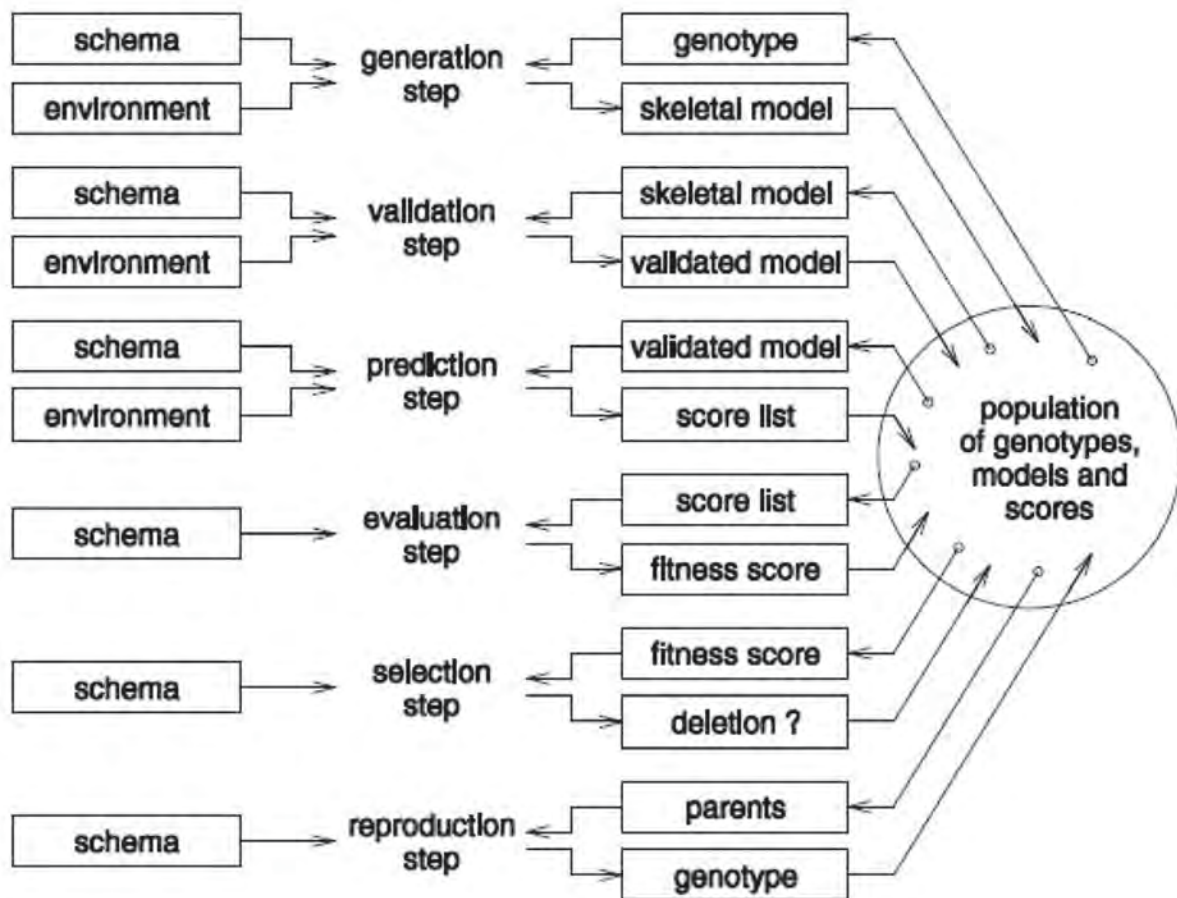 schema
generation
step
genotype
environment
skeletal model
schema
validation
step
skeletal model
environment
validated model
schema
prediction
step
validated model
environment
score list
population
of genotypes,
models and
scores
schema
evaluation
step
score list
fitness score
schema
selection
step
fitness score
deletion ?
schema
reproduction
step
parents
genotype